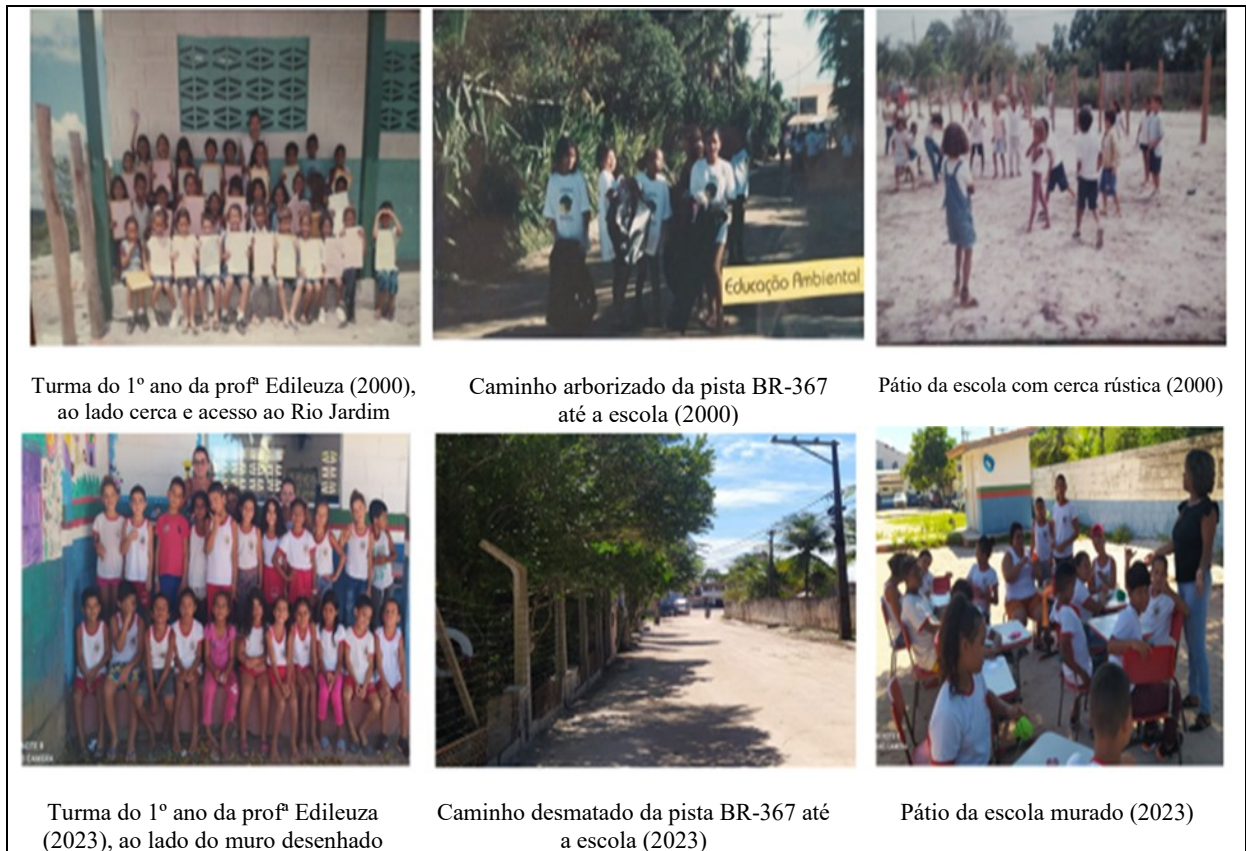 Educação Ambiental
Turma do 1º ano da profª Edileuza (2000),
ao lado cerca e acesso ao Rio Jardim
Caminho arborizado da pista BR-367
até a escola (2000)
Pátio da escola com cerca rústica (2000)
Turma do 1º ano da profª Edileuza
(2023), ao lado do muro desenhado
Caminho desmatado da pista BR-367 até
a escola (2023)
Pátio da escola murado (2023)